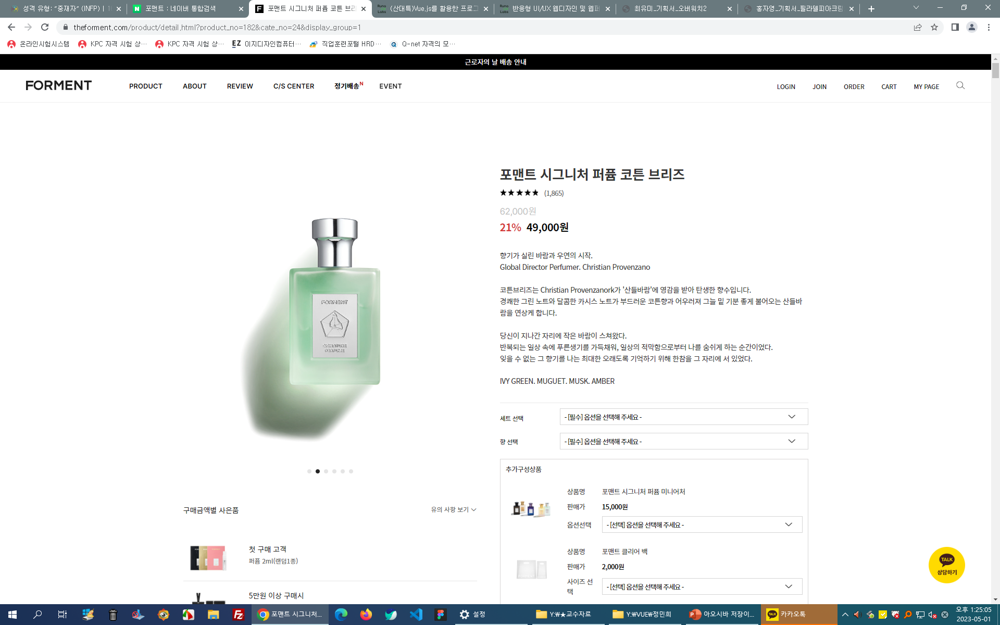 성격 유형: "중재자" (INFP) |
포맨트 : 네이버 통합검색
포맨트 시그니처 퍼퓸 코튼 브리
(산대특)Vue.js를 활용한 프로그
반응형 UI/UX 웹디자인 및 웹퍼
최유미_기획서_오버워치2
홍자영_기획서_필라델피아크림
theforment.com/product/detail.html?product_no=182&cate_no=24&display_group=1
온라인시험시스템
KPC 자격 시험 상…
KPC 자격 시험 상…
EZ 이지디자인컴퓨터…
직업훈련포털 HRD…
Q-net 자격의 모…
근로자의 날 배송 안내
FORMENT
PRODUCT
ABOUT
REVIEW
C/S CENTER
정기배송N
EVENT
LOGIN
JOIN
ORDER
CART
MY PAGE
포맨트 시그니처 퍼퓸 코튼 브리즈
★★★★★ (1,865)
62,000원
21% 49,000원
향기가 실린 바람과 우연의 시작.
Global Director Perfumer. Christian Provenzano
코튼브리즈는 Christian Provenzanork가 '산들바람'에 영감을 받아 탄생한 향수입니다.
경쾌한 그린 노트와 달콤한 카시스 노트가 부드러운 코튼향과 어우러져 그늘 밑 기분 좋게 불어오는 산들바
람을 연상케 합니다.
당신이 지나간 자리에 작은 바람이 스쳐왔다.
반복되는 일상 속에 푸른생기를 가득채워, 일상의 적막함으로부터 나를 숨쉬게 하는 순간이었다.
잊을 수 없는 그 향기를 나는 최대한 오래도록 기억하기 위해 한참을 그 자리에 서 있었다.
IVY GREEN. MUGUET. MUSK. AMBER
FORMENT
SIGNATURE
PERFUME
세트 선택
- [필수] 옵션을 선택해 주세요 -
향 선택
- [필수] 옵션을 선택해 주세요 -
추가구성상품
상품명 포맨트 시그니처 퍼퓸 미니어처
판매가 15,000원
옵션선택 - [선택] 옵션을 선택해 주세요 -
상품명 포맨트 클리어 백
판매가 2,000원
사이즈 선
택
- [선택] 옵션을 선택해 주세요 -
구매금액별 사은품
유의 사항 보기
첫 구매 고객
퍼퓸 2ml(랜덤1종)
5만원 이상 구매시
TALK
상담하기
포맨트 시그니처...
설정
Y:₩★교수자료
Y:₩VUE₩정민희
아오시바 저장이...
카카오톡
오후 1:25:05
2023-05-01